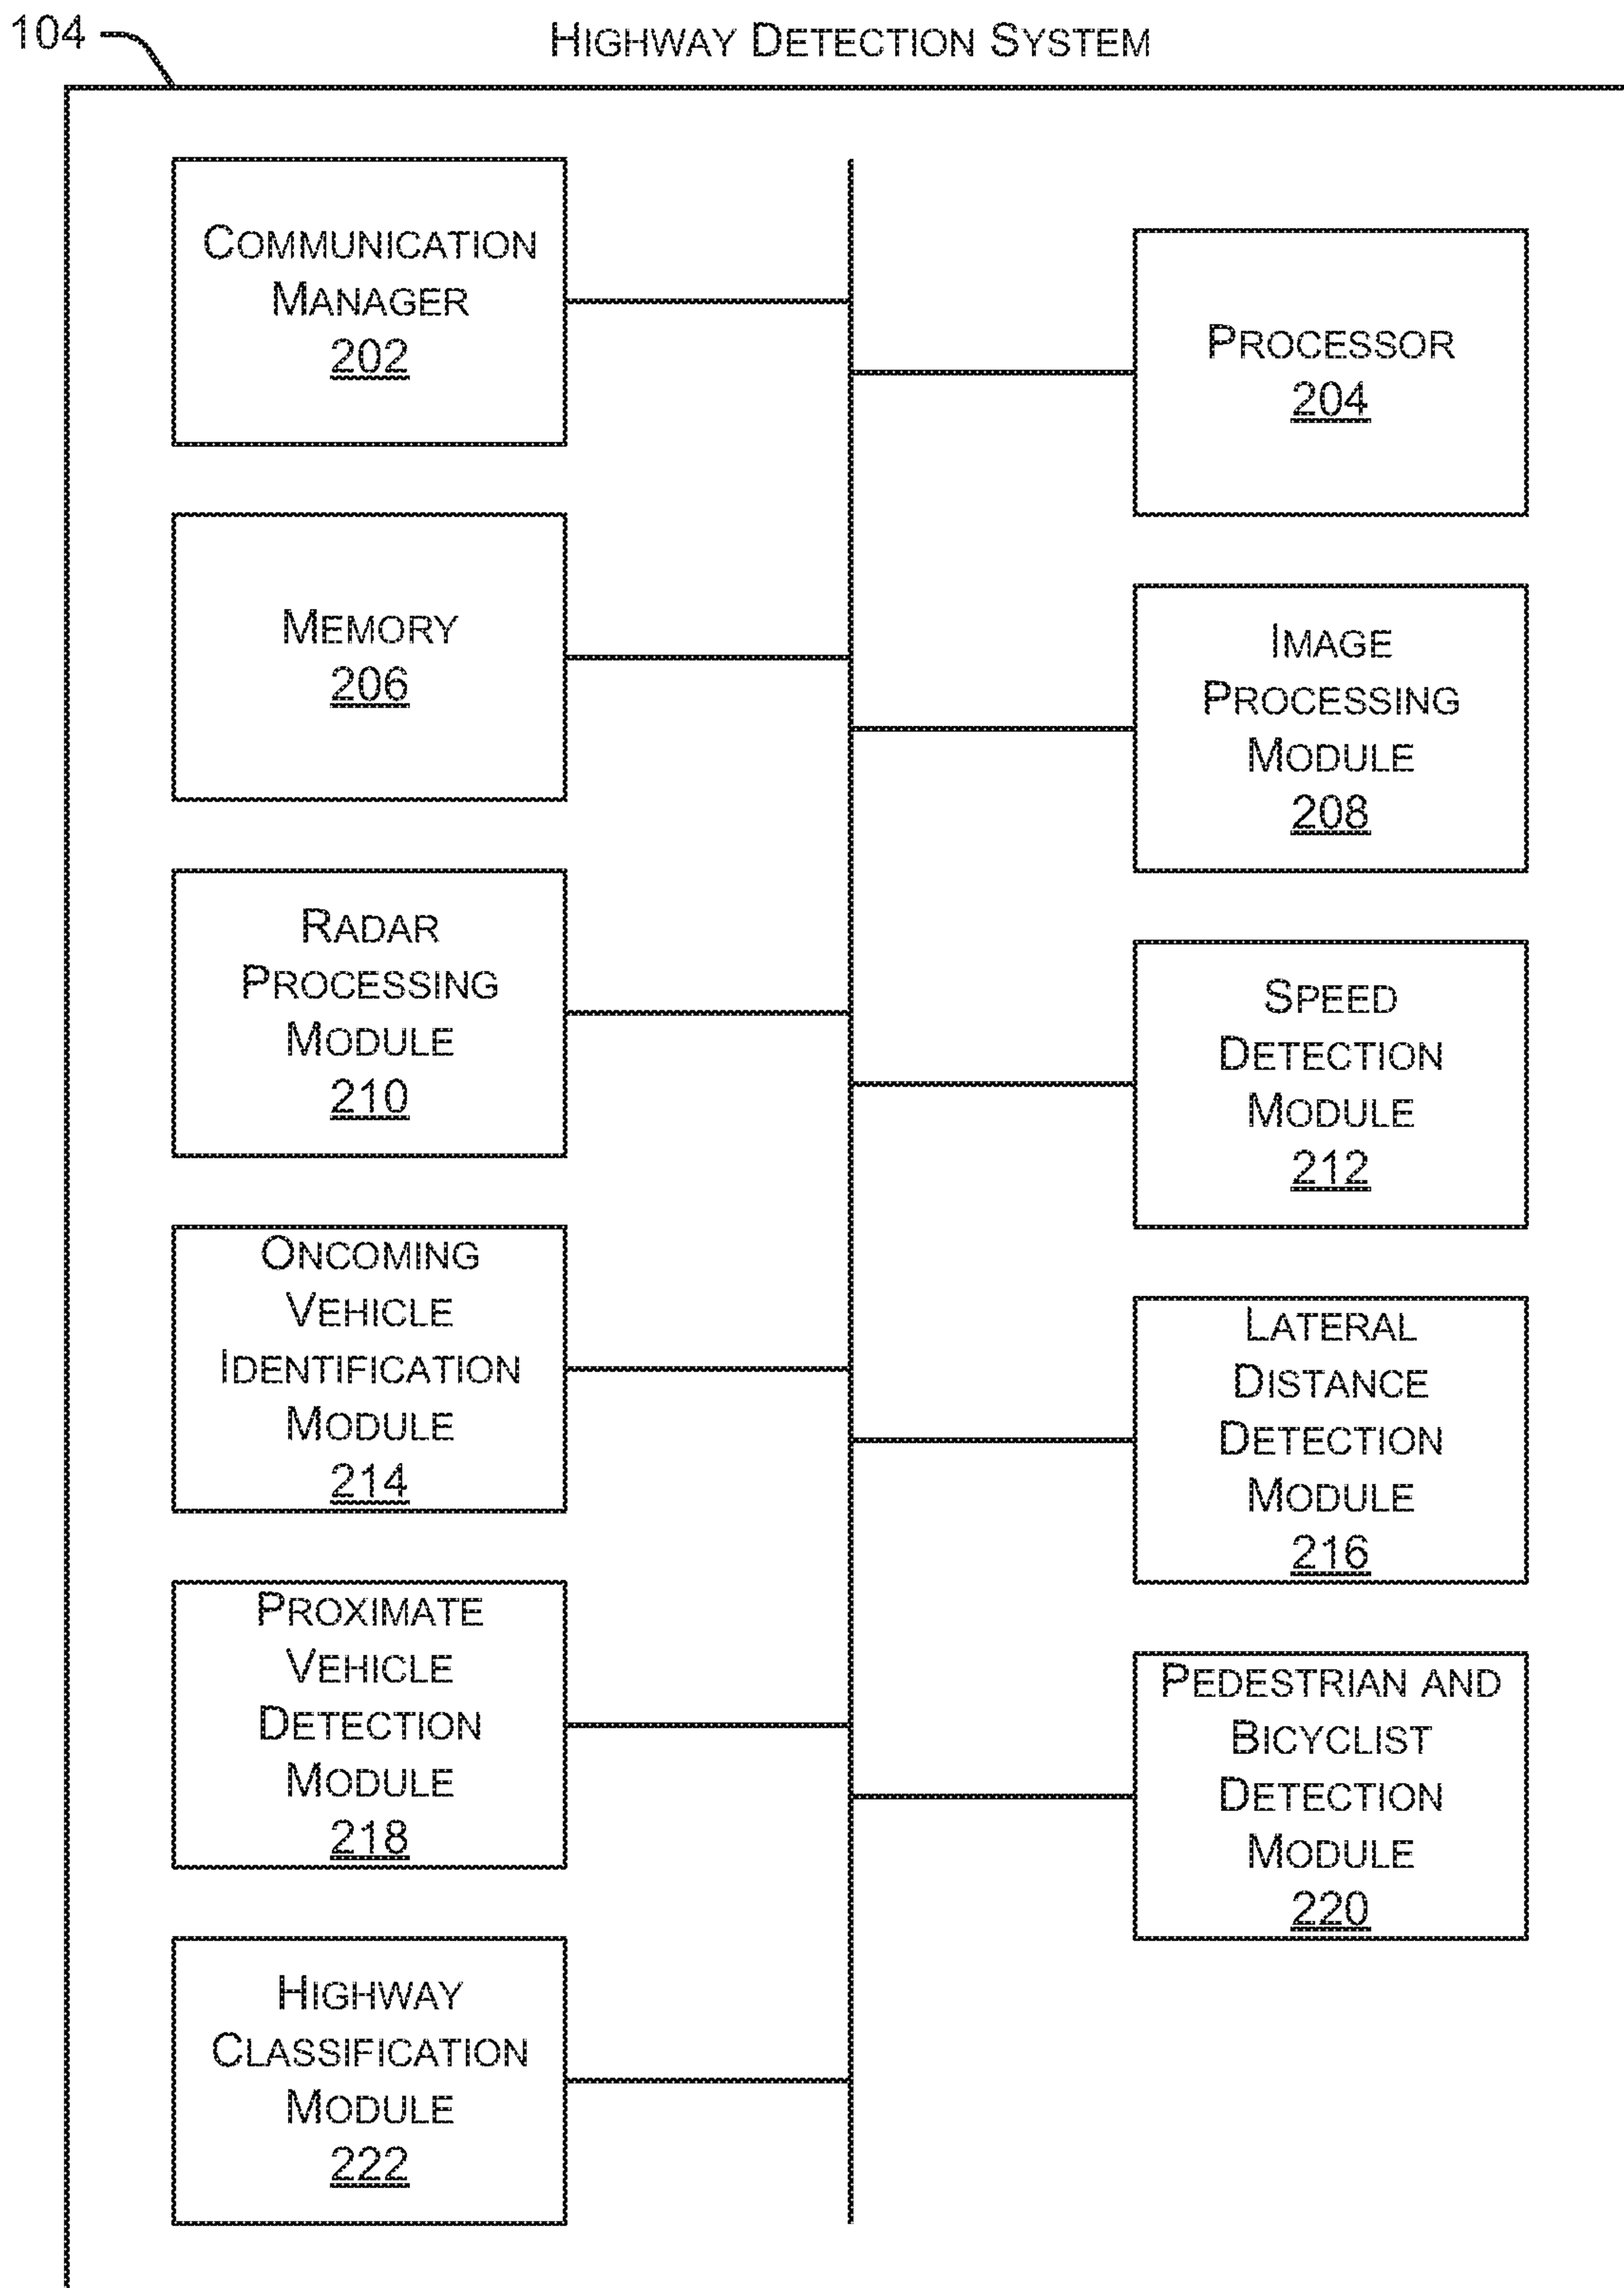 104
HIGHWAY DETECTION SYSTEM
COMMUNICATION
MANAGER
202
PROCESSOR
204
MEMORY
206
IMAGE
PROCESSING
MODULE
208
RADAR
PROCESSING
MODULE
210
SPEED
DETECTION
MODULE
212
ONCOMING
VEHICLE
IDENTIFICATION
MODULE
214
LATERAL
DISTANCE
DETECTION
MODULE
216
PROXIMATE
VEHICLE
DETECTION
MODULE
218
PEDESTRIAN AND
BICYCLIST
DETECTION
MODULE
220
HIGHWAY
CLASSIFICATION
MODULE
222